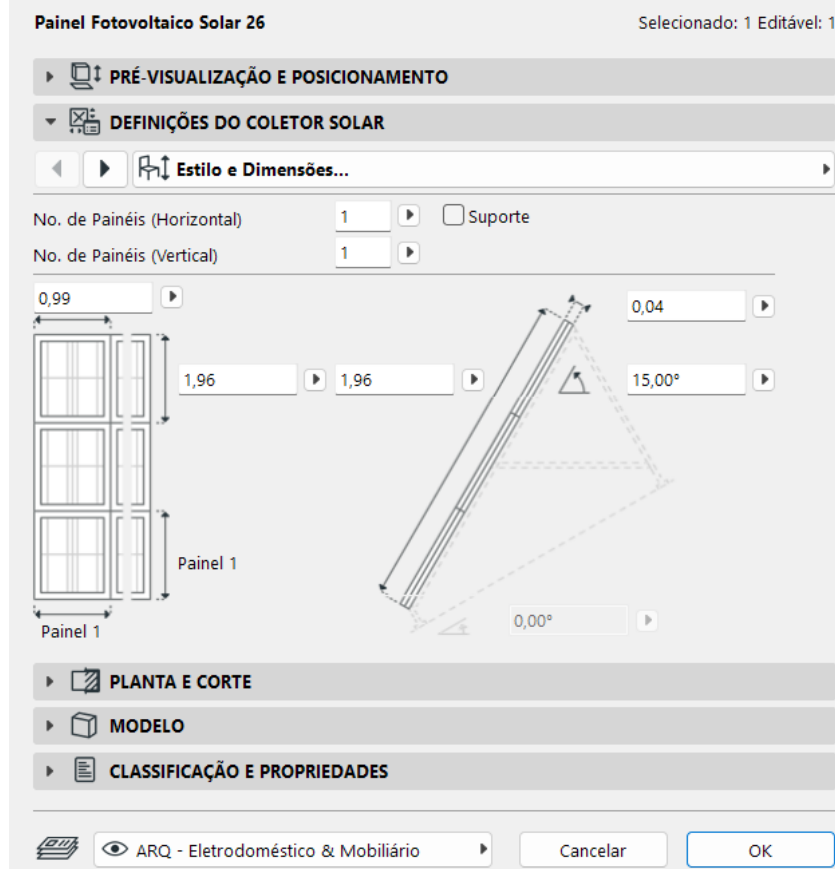 Painel Fotovoltaico Solar 26 Selecionado: 1 Editável: 1
PRÉ-VISUALIZAÇÃO E POSICIONAMENTO
DEFINIÇÕES DO COLETOR SOLAR
Estilo e Dimensões...
No. de Painéis (Horizontal) 1 Suporte
No. de Painéis (Vertical) 1
0,99 0,04
1,96 1,96 15,00°
Painel 1
0,00°
Painel 1
PLANTA E CORTE
MODELO
CLASSIFICAÇÃO E PROPRIEDADES
ARQ - Eletrodoméstico & Mobiliário Cancelar OK